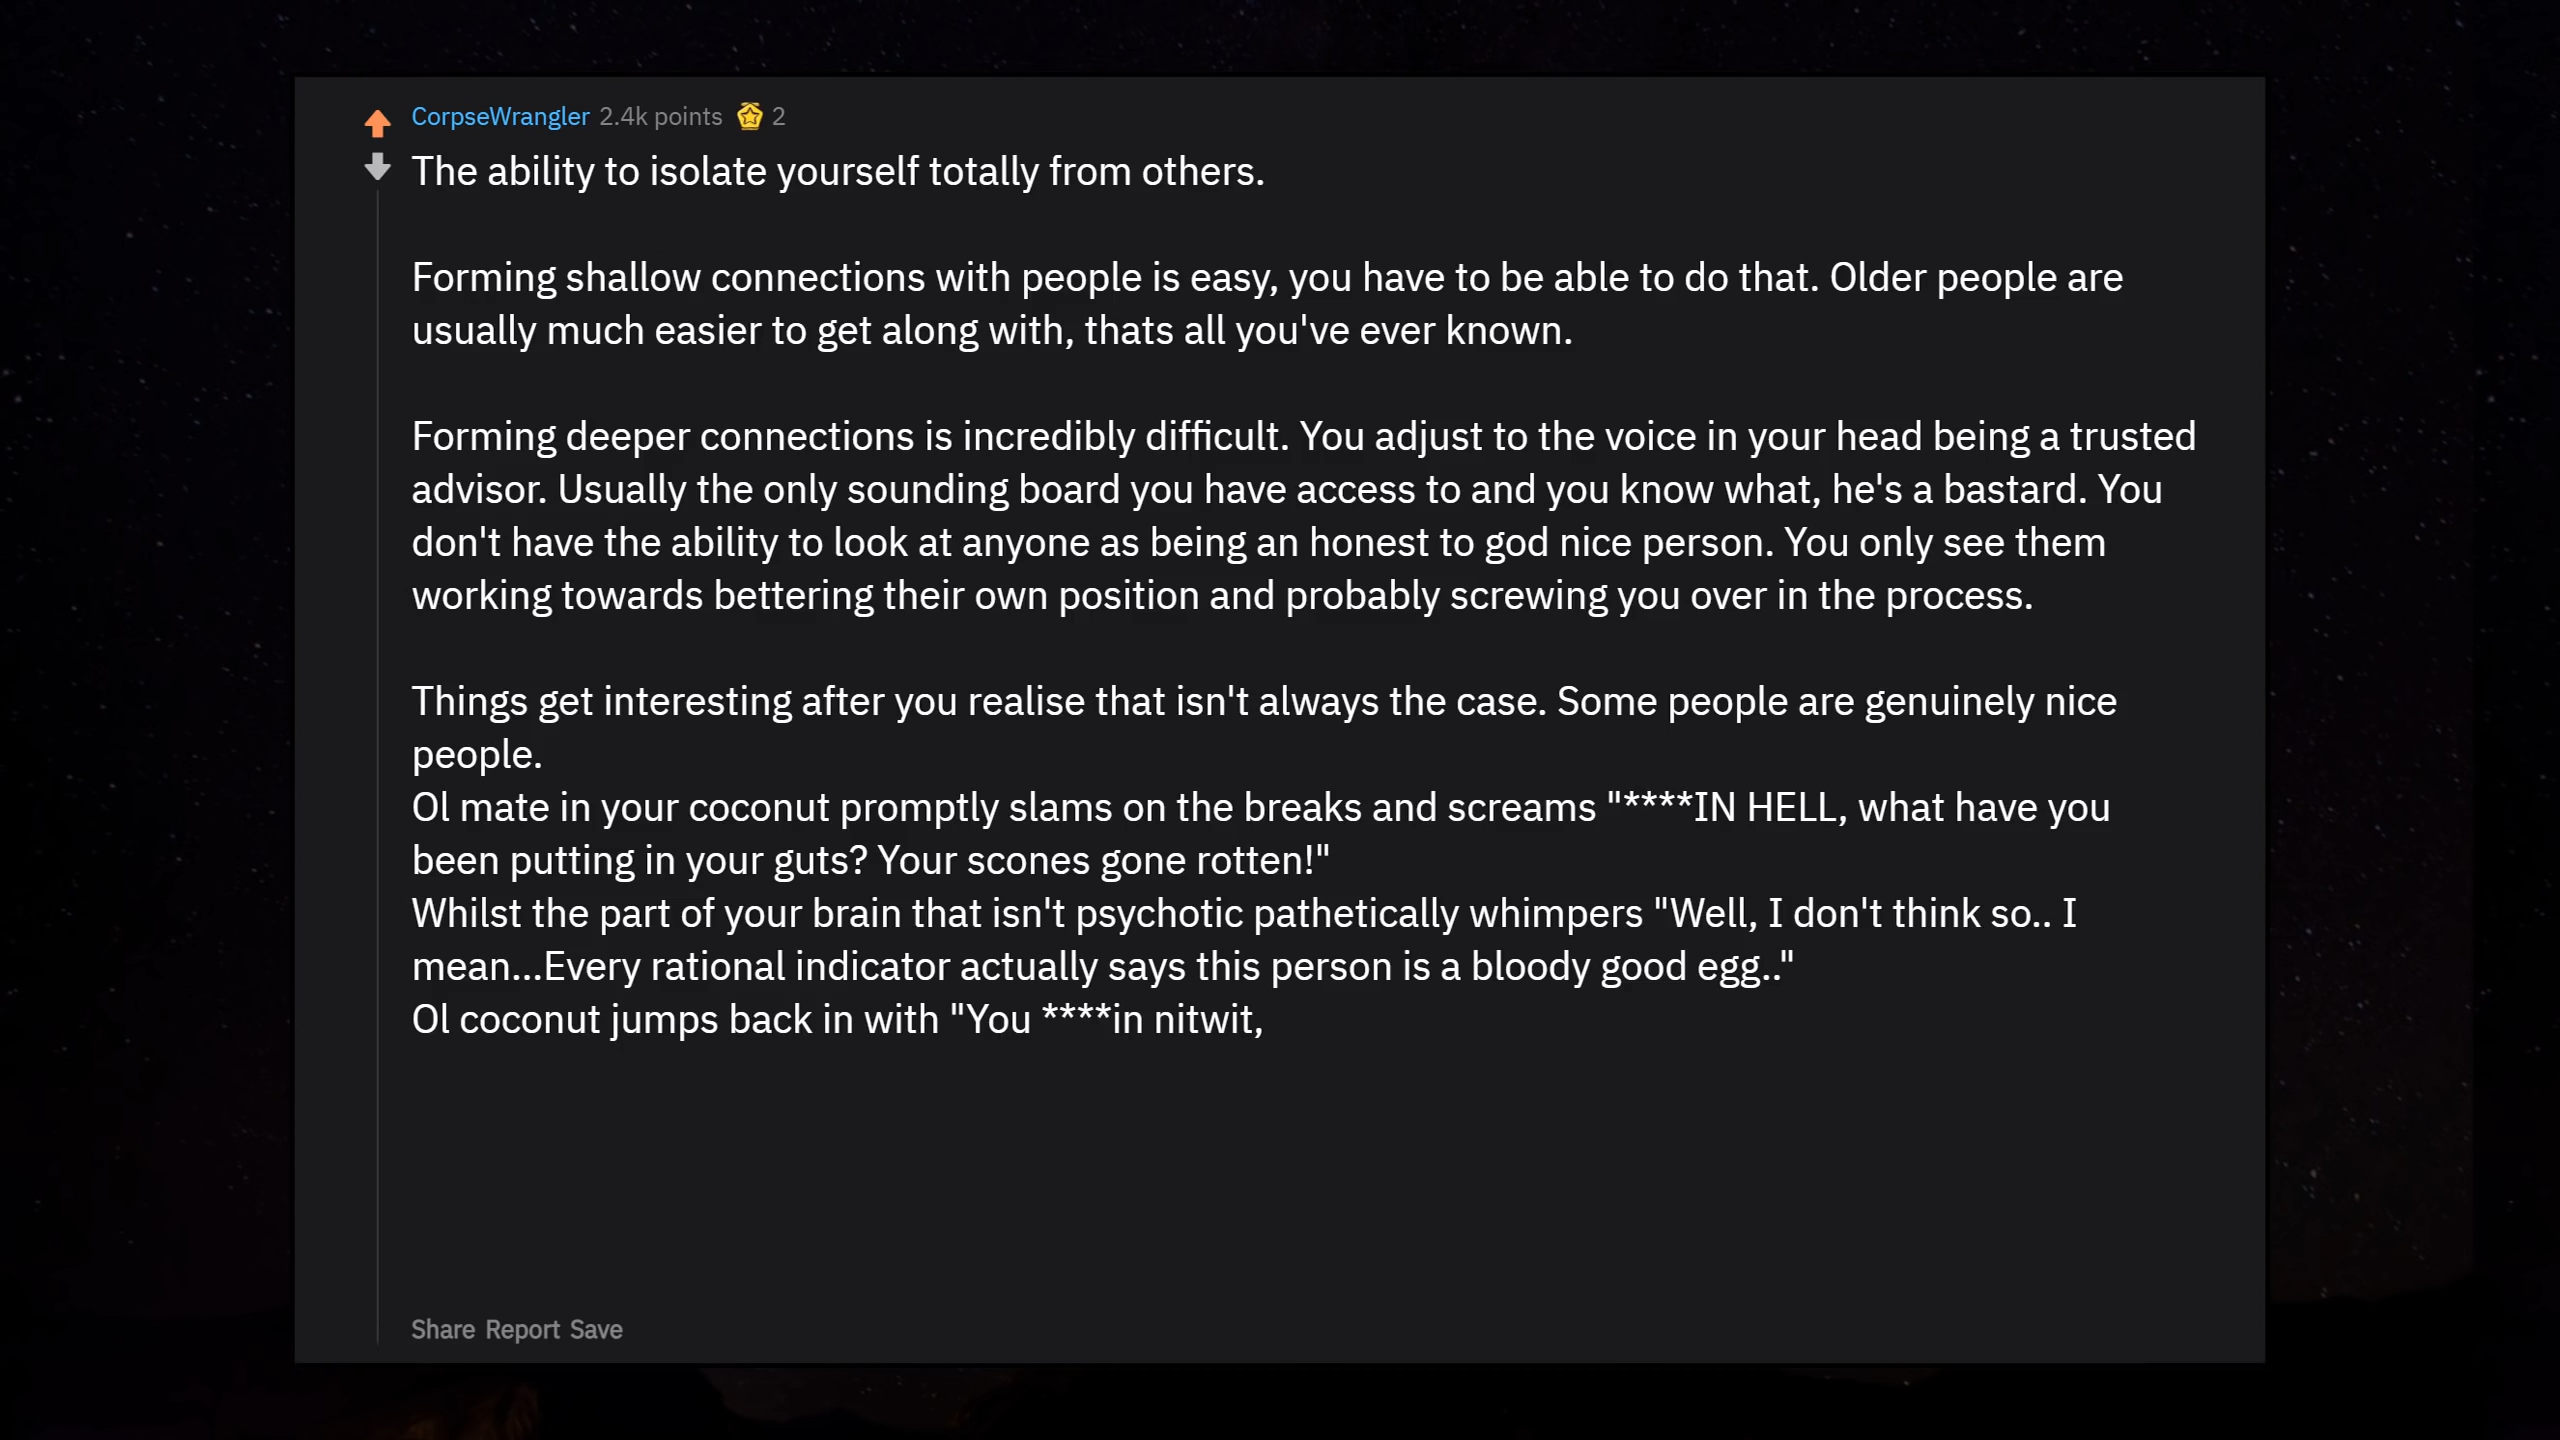 CorpseWrangler 2.4k points 2
The ability to isolate yourself totally from others.
Forming shallow connections with people is easy, you have to be able to do that. Older people are
usually much easier to get along with, thats all you've ever known.
Forming deeper connections is incredibly difficult. You adjust to the voice in your head being a trusted
advisor. Usually the only sounding board you have access to and you know what, he's a bastard. You
don't have the ability to look at anyone as being an honest to god nice person. You only see them
working towards bettering their own position and probably screwing you over in the process.
Things get interesting after you realise that isn't always the case. Some people are genuinely nice
people.
Ol mate in your coconut promptly slams on the breaks and screams "****IN HELL, what have you
been putting in your guts? Your scones gone rotten!"
Whilst the part of your brain that isn't psychotic pathetically whimpers "Well, I don't think so.. I
mean...Every rational indicator actually says this person is a bloody good egg.."
Ol coconut jumps back in with "You ****in nitwit,
Share Report Save